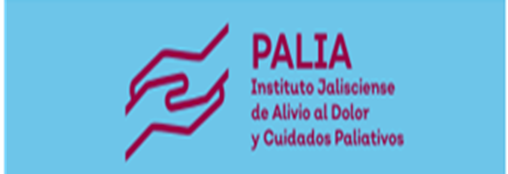 PALIA
Instituto Jalisciense
de Alivio al Dolor
y Cuidados Paliativos